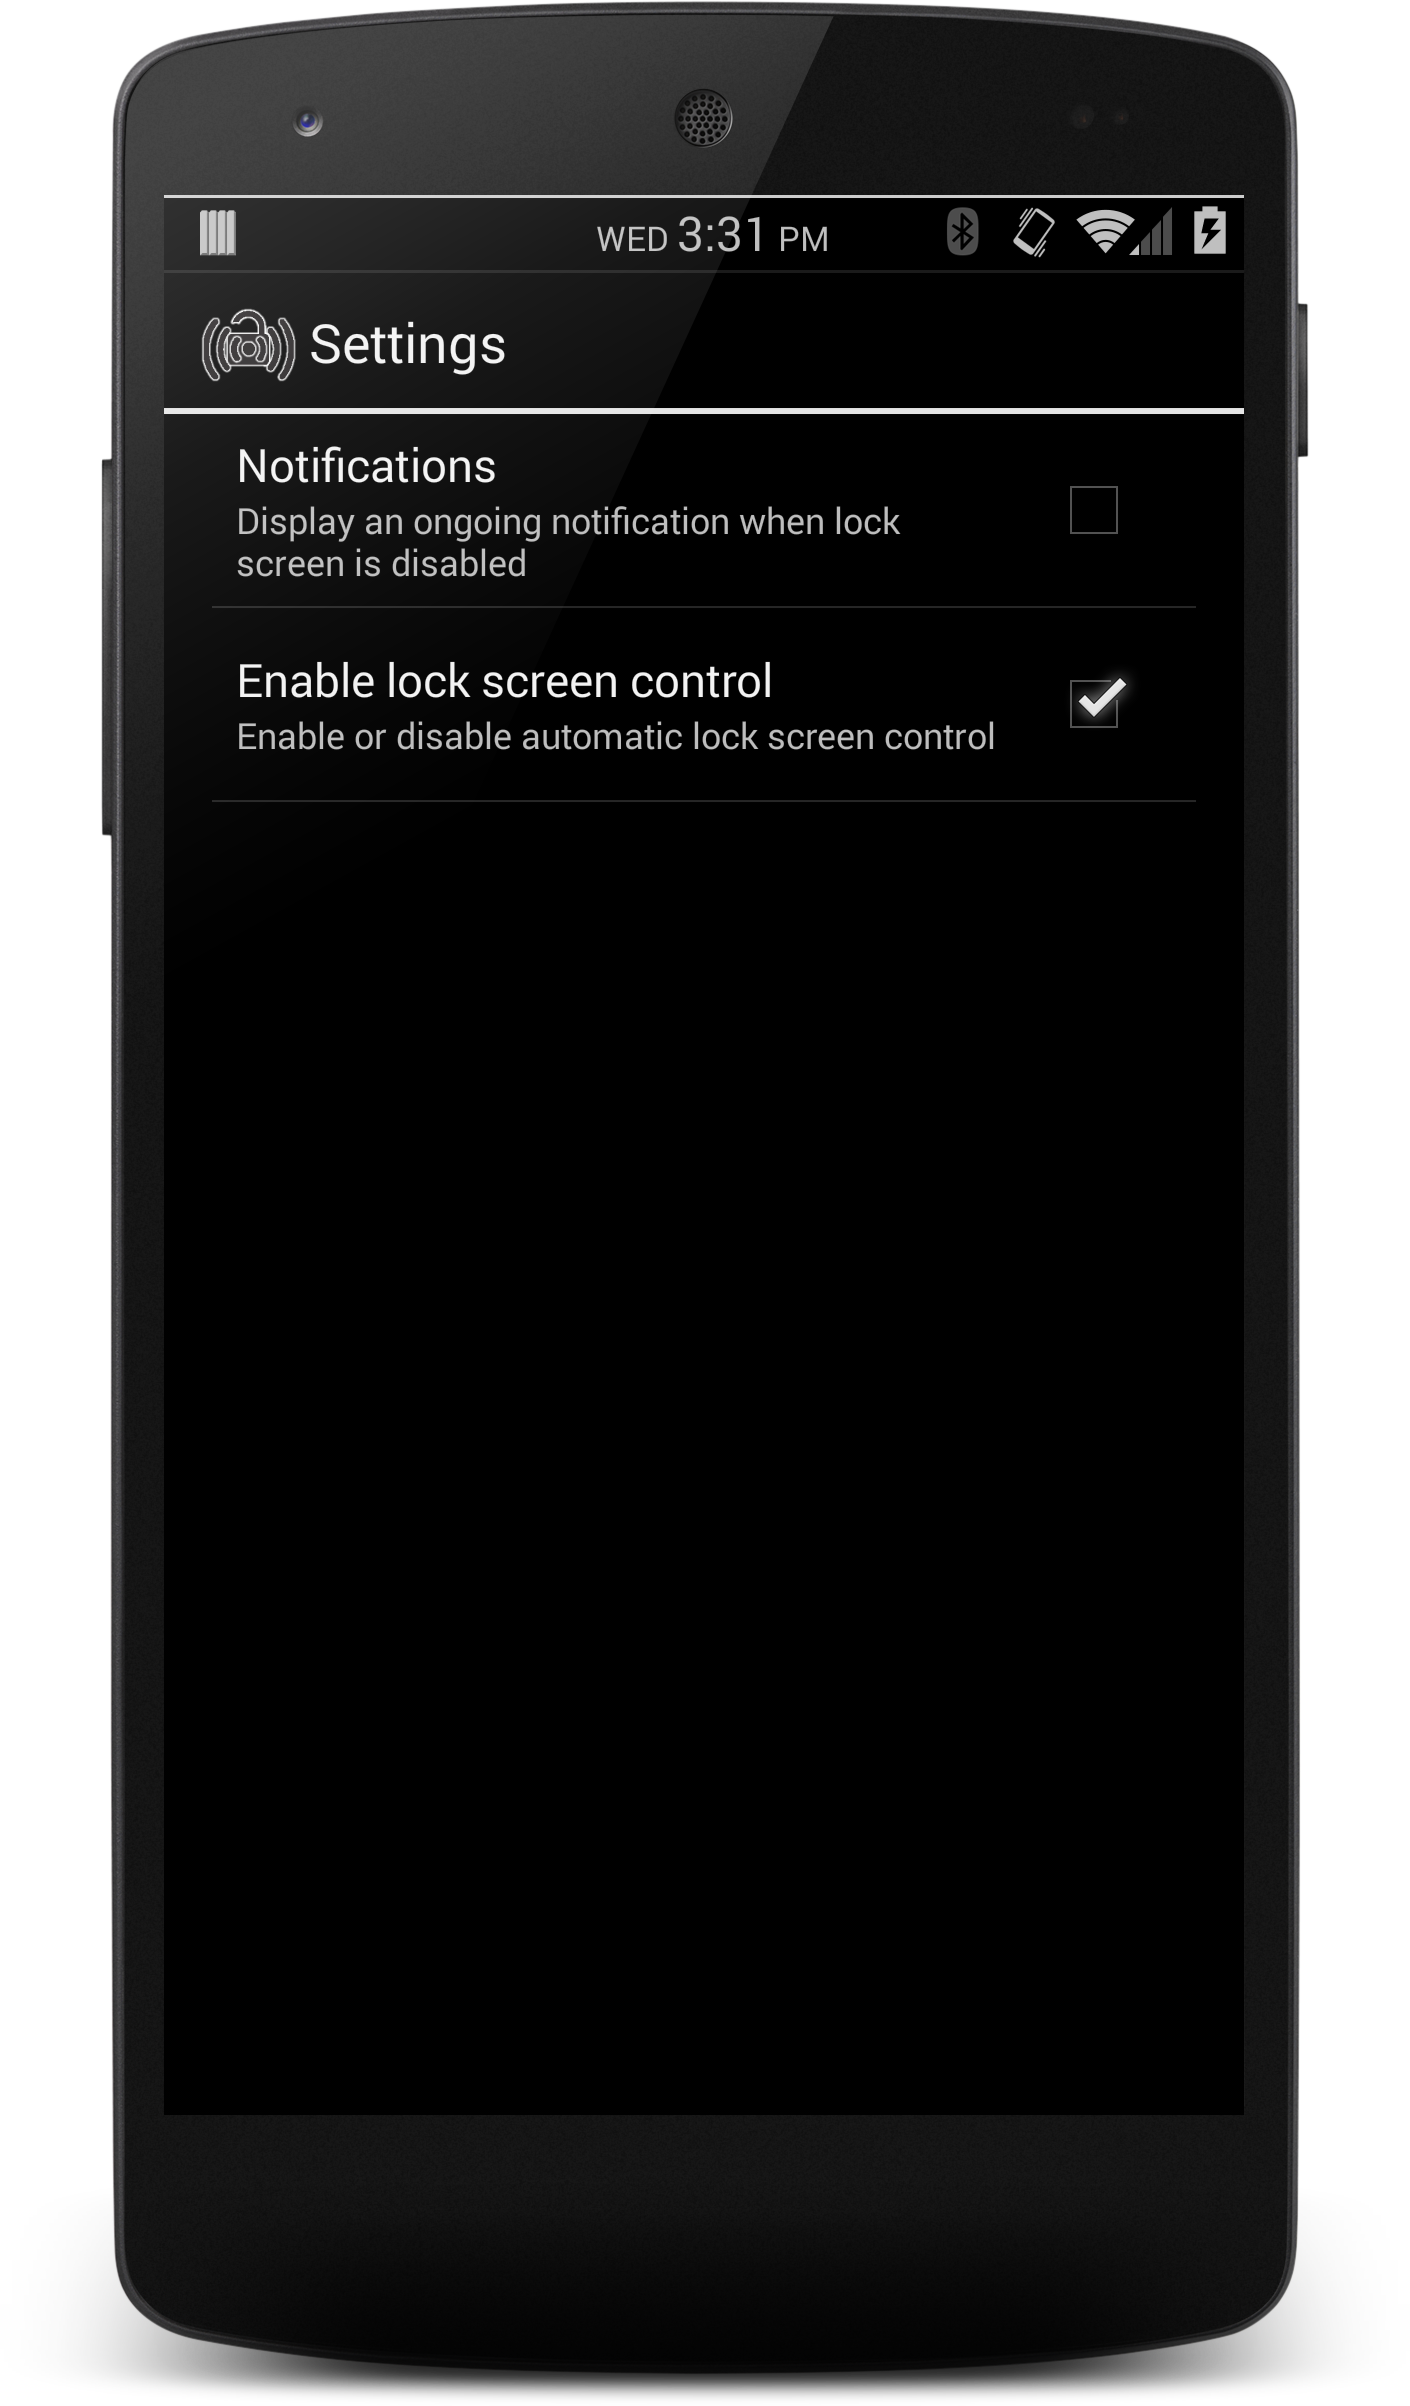 WED 3:31 PM
Settings
Notifications
Display an ongoing notification when lock
screen is disabled
Enable lock screen control
Enable or disable automatic lock screen control